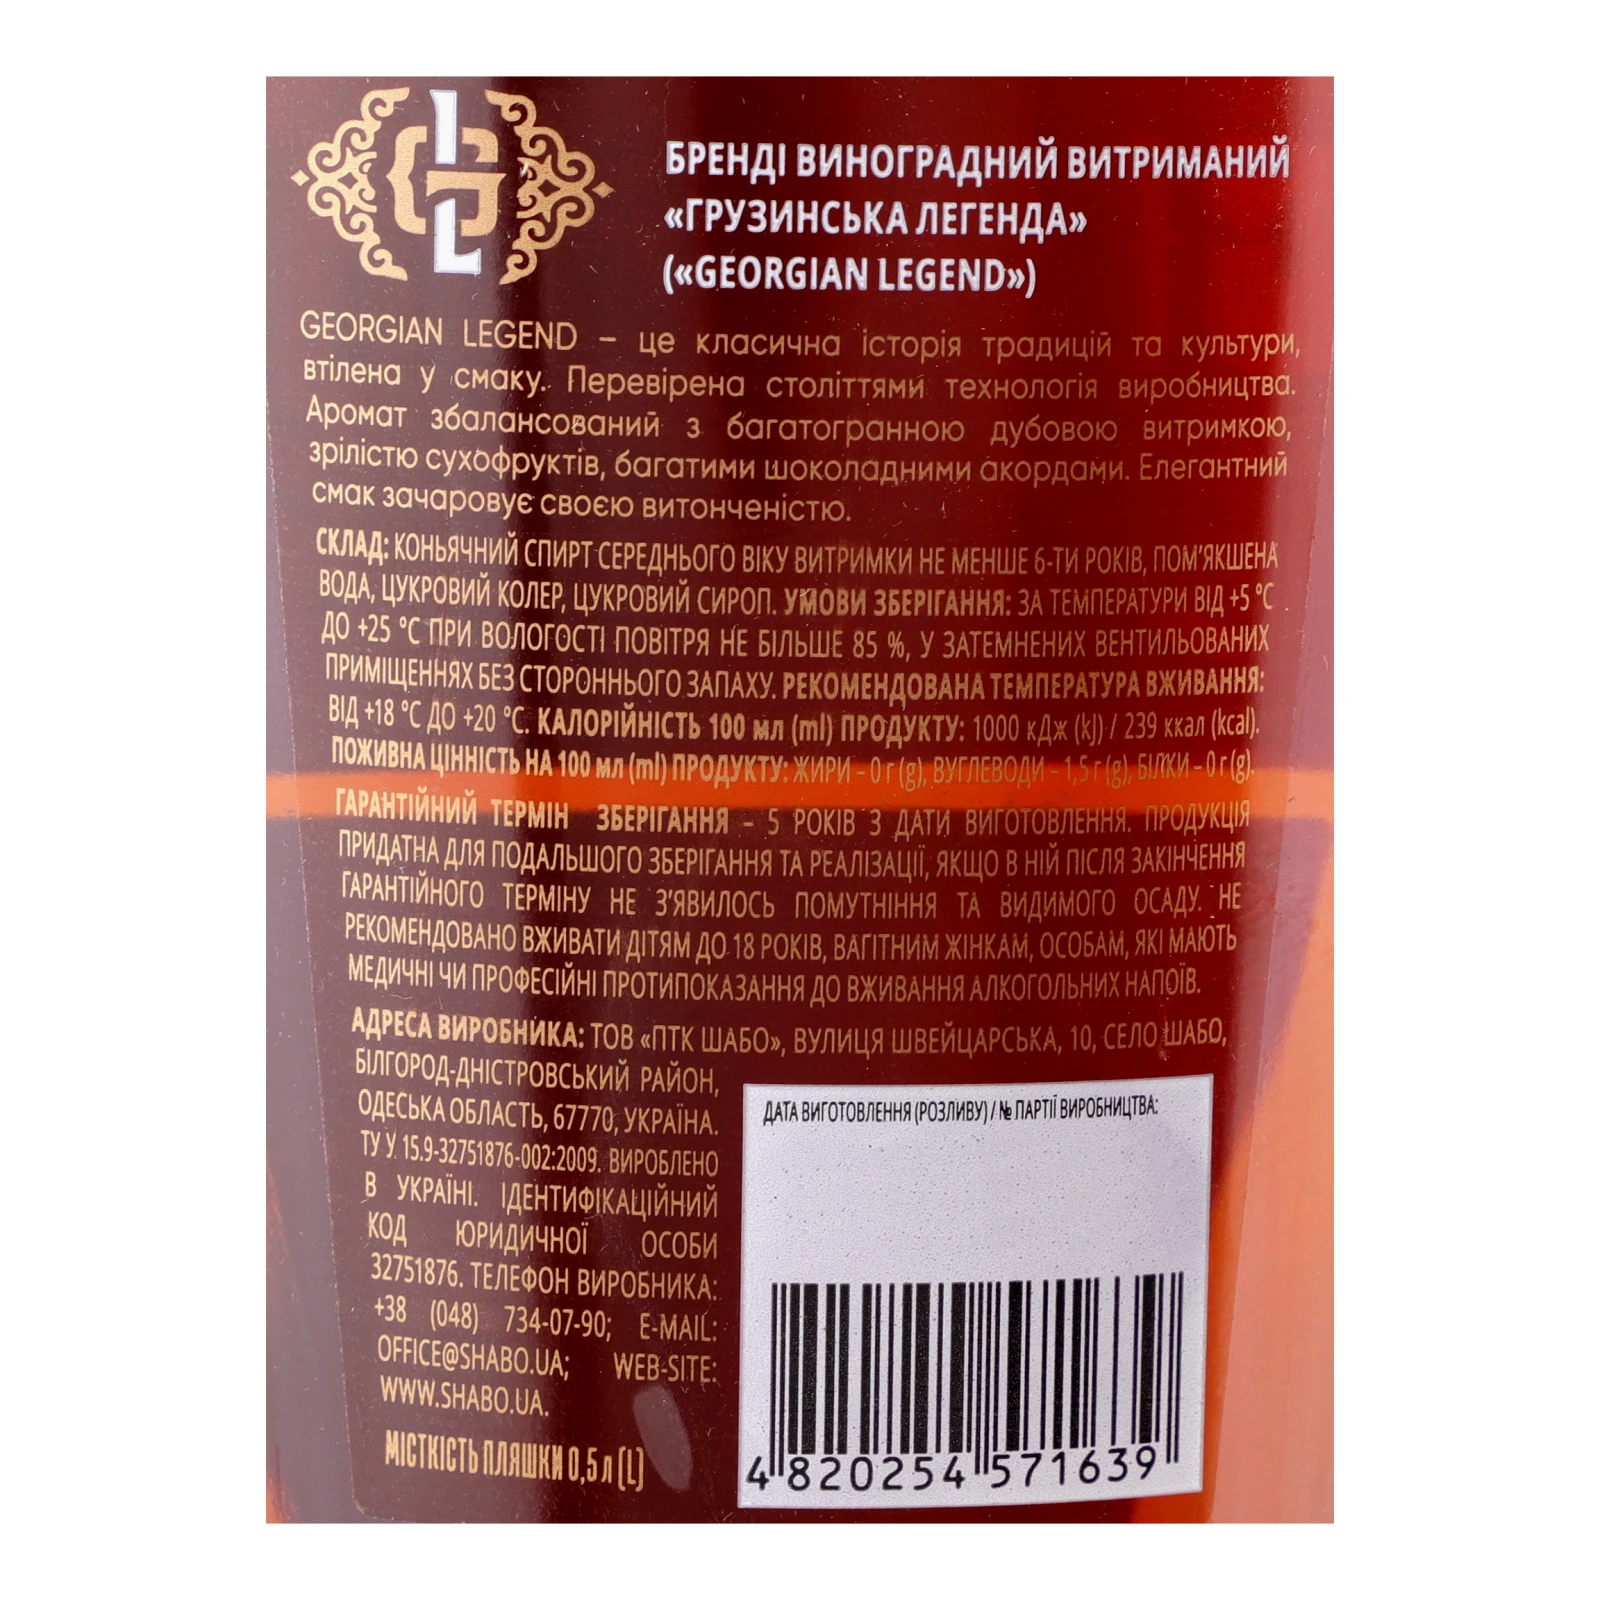 БРЕНДІ ВИНОГРАДНИЙ ВИТРИМАНИЙ
«ГРУЗИНСЬКА ЛЕГЕНДА»
(«GEORGIAN LEGEND»)
GEORGIAN LEGEND – це класична історія традицій та культури,
втілена у смаку. Перевірена століттями технологія виробництва.
Аромат збалансований з багатогранною дубовою витримкою,
зрілістю сухофруктів, багатими шоколадними акордами. Елегантний
смак зачаровує своєю витонченістю.
СКЛАД: КОНЬЯЧНИЙ СПИРТ СЕРЕДНЬОГО ВІКУ ВИТРИМКИ НЕ МЕНШЕ 6-ТИ РОКІВ, ПОМ'ЯКШЕНА
ВОДА, ЦУКРОВИЙ КОЛЕР, ЦУКРОВИЙ СИРОП. УМОВИ ЗБЕРІГАННЯ: ЗА ТЕМПЕРАТУРИ ВІД +5 °С
ДО +25 °С ПРИ ВОЛОГОСТІ ПОВІТРЯ НЕ БІЛЬШЕ 85 %, У ЗАТЕМНЕНИХ ВЕНТИЛЬОВАНИХ
ПРИМІЩЕННЯХ БЕЗ СТОРОННЬОГО ЗАПАХУ. РЕКОМЕНДОВАНА ТЕМПЕРАТУРА ВЖИВАННЯ:
ВІД +18 °С ДО +20 °С. КАЛОРІЙНІСТЬ 100 мл (ml) ПРОДУКТУ: 1000 кДж (kJ) / 239 ккал (kcal).
ПОЖИВНА ЦІННІСТЬ НА 100 мл (ml) ПРОДУКТУ: ЖИРИ – 0 г (g), ВУГЛЕВОДИ – 1,5 г (g), БІЛКИ – 0 г (g).
ГАРАНТІЙНИЙ ТЕРМІН ЗБЕРІГАННЯ – 5 РОКІВ З ДАТИ ВИГОТОВЛЕННЯ. ПРОДУКЦІЯ
ПРИДАТНА ДЛЯ ПОДАЛЬШОГО ЗБЕРІГАННЯ ТА РЕАЛІЗАЦІЇ, ЯКЩО В НІЙ ПІСЛЯ ЗАКІНЧЕННЯ
ГАРАНТІЙНОГО ТЕРМІНУ НЕ З'ЯВИЛОСЬ ПОМУТНІННЯ ТА ВИДИМОГО ОСАДУ. НЕ
РЕКОМЕНДОВАНО ВЖИВАТИ ДІТЯМ ДО 18 РОКІВ, ВАГІТНИМ ЖІНКАМ, ОСОБАМ, ЯКІ МАЮТЬ
МЕДИЧНІ ЧИ ПРОФЕСІЙНІ ПРОТИПОКАЗАННЯ ДО ВЖИВАННЯ АЛКОГОЛЬНИХ НАПОЇВ.
АДРЕСА ВИРОБНИКА: ТОВ «ПТК ШАБО», ВУЛИЦЯ ШВЕЙЦАРСЬКА, 10, СЕЛО ШАБО,
БІЛГОРОД-ДНІСТРОВСЬКИЙ РАЙОН,
ОДЕСЬКА ОБЛАСТЬ, 67770, УКРАЇНА.
ТУ У 15.9-32751876-002:2009. ВИРОБЛЕНО
В УКРАЇНІ. ІДЕНТИФІКАЦІЙНИЙ
КОД ЮРИДИЧНОЇ ОСОБИ
32751876. ТЕЛЕФОН ВИРОБНИКА:
+38 (048) 734-07-90; E-MAIL:
OFFICE@SHABO.UA; WEB-SITE:
WWW.SHABO.UA.
МІСТКІСТЬ ПЛЯШКИ 0,5 л (L)
ДАТА ВИГОТОВЛЕННЯ (РОЗЛИВУ) / № ПАРТІЇ ВИРОБНИЦТВА:
4 820254 571639